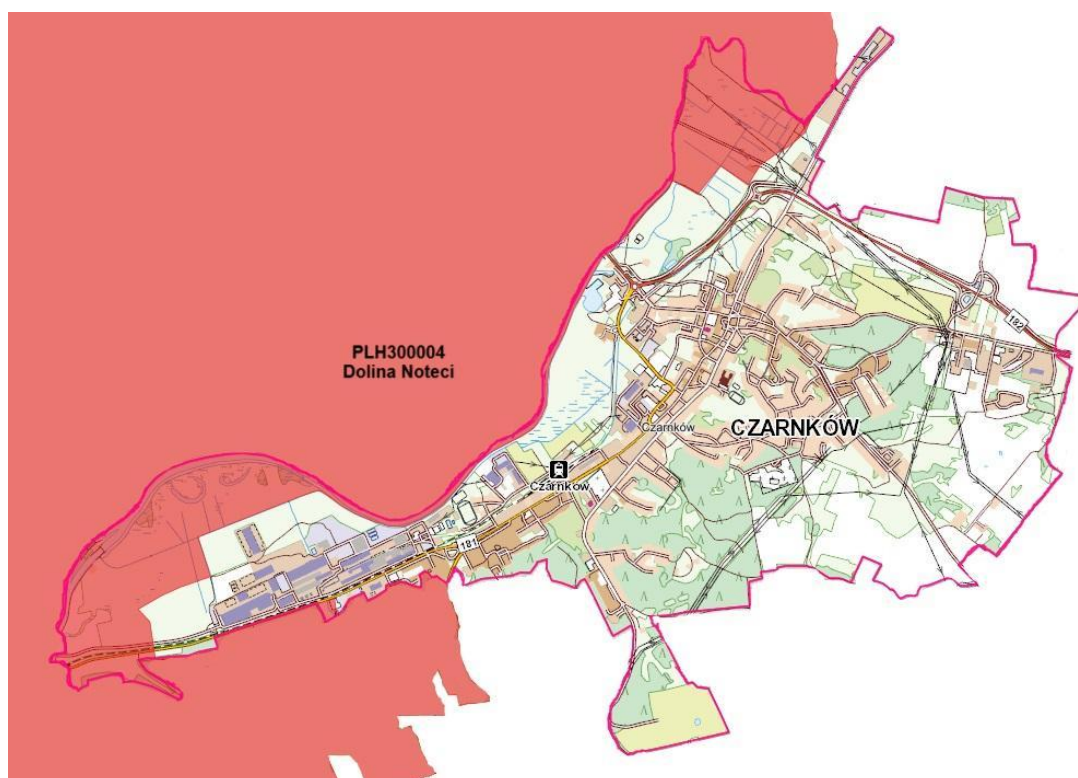 182
PLH300004
Dolina Noteci
CZARNKÓW
Czarnków
Czarnków
181